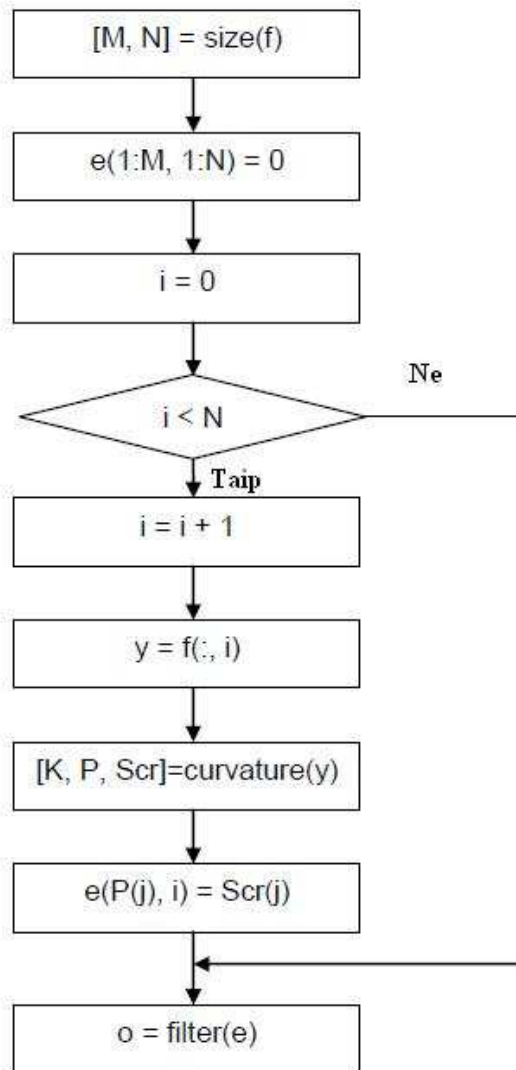 [M, N] = size(f)
e(1:M, 1:N) = 0
i = 0
Ne
i < N
Taip
i = i + 1
y = f(:, i)
[K, P, Scr]=curvature(y)
e(P(j), i) = Scr(j)
o = filter(e)